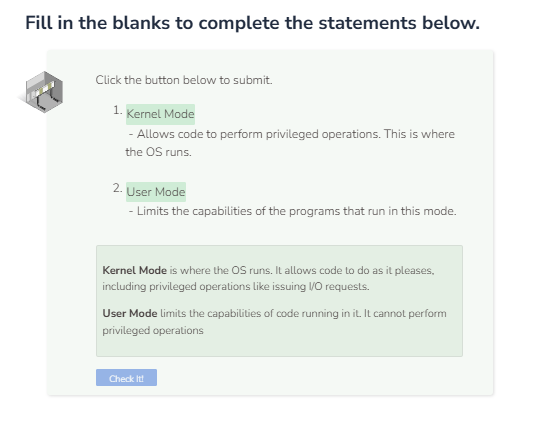 Fill in the blanks to complete the statements below.
Click the button below to submit.
1. Kernel Mode
- Allows code to perform privileged operations. This is where
the OS runs.
2. User Mode
- Limits the capabilities of the programs that run in this mode.
Kernel Mode is where the OS runs. It allows code to do as it pleases,
including privileged operations like issuing I/O requests.
User Mode limits the capabilities of code running in it. It cannot perform
privileged operations
Check It!